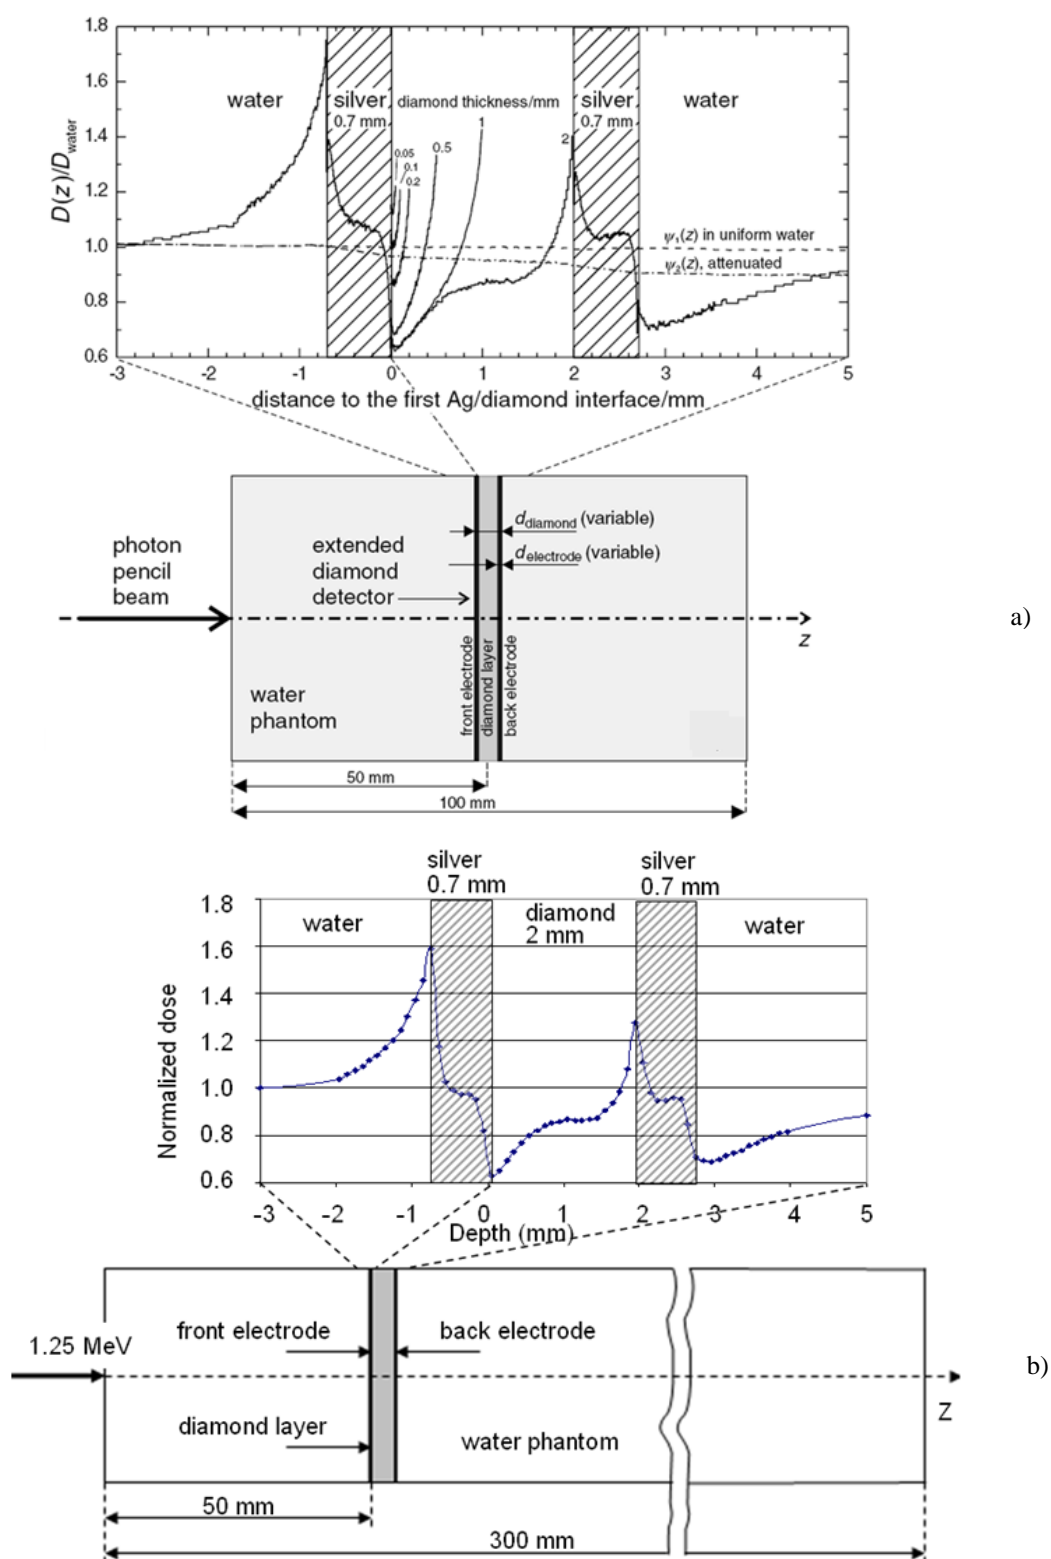 1.8
1.6
1.4
1.2
1.0
0.8
0.6
D(z)/D_water
water
silver
0.7 mm
diamond thickness/mm
0.05
0.1
0.2
0.5
1
2
silver
0.7 mm
water
ψ₁(z) in uniform water
ψ₂(z), attenuated
-3 -2 -1 0 1 2 3 4 5
distance to the first Ag/diamond interface/mm
photon
pencil
beam
extended
diamond
detector
d_diamond (variable)
d_electrode (variable)
z
front electrode
diamond layer
back electrode
water
phantom
50 mm
100 mm
a)
silver
0.7 mm
silver
0.7 mm
1.8
1.6
1.4
1.2
1.0
0.8
0.6
Normalized dose
water
diamond
2 mm
water
-3 -2 -1 0 1 2 3 4 5
Depth (mm)
1.25 MeV
front electrode
back electrode
Z
diamond layer
water phantom
50 mm
300 mm
b)